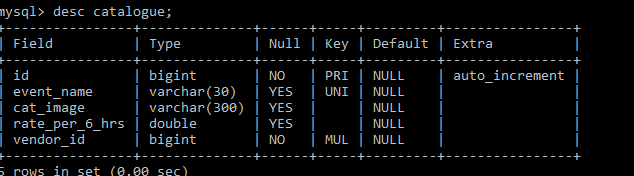 mysql> desc catalogue;
+---------------+--------------+------+-----+---------+----------------+
| Field         | Type         | Null | Key | Default | Extra          |
+---------------+--------------+------+-----+---------+----------------+
| id            | bigint       | NO   | PRI | NULL    | auto_increment |
| event_name    | varchar(30)  | YES  | UNI | NULL    |                |
| cat_image     | varchar(300) | YES  |     | NULL    |                |
| rate_per_6_hrs | double       | YES  |     | NULL    |                |
| vendor_id     | bigint       | NO   | MUL | NULL    |                |
+---------------+--------------+------+-----+---------+----------------+
5 rows in set (0.00 sec)